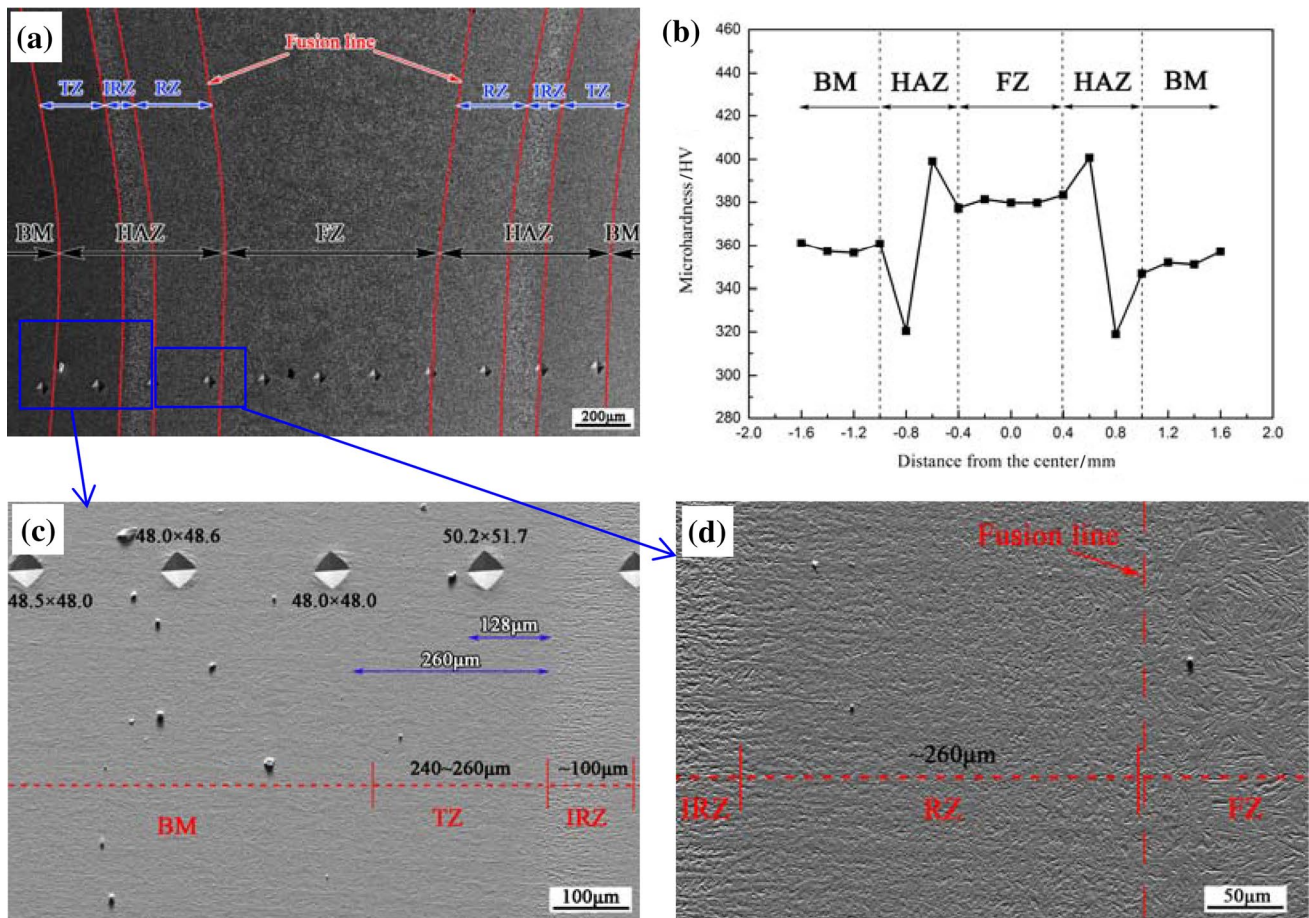 (a)
Fusion line
TZ IRZ RZ RZ IRZ TZ
BM HAZ FZ HAZ BM
200μm
(b)
460
440
420
400
380
360
340
320
300
280
Microhardness/HV
BM HAZ FZ HAZ BM
-2.0 -1.6 -1.2 -0.8 -0.4 0.0 0.4 0.8 1.2 1.6 2.0
Distance from the center/mm
(c)
48.0×48.6 50.2×51.7
48.5×48.0 48.0×48.0
128μm
260μm
240~260μm ~100μm
BM TZ IRZ
100μm
(d)
Fusion line
~260μm
IRZ RZ FZ
50μm